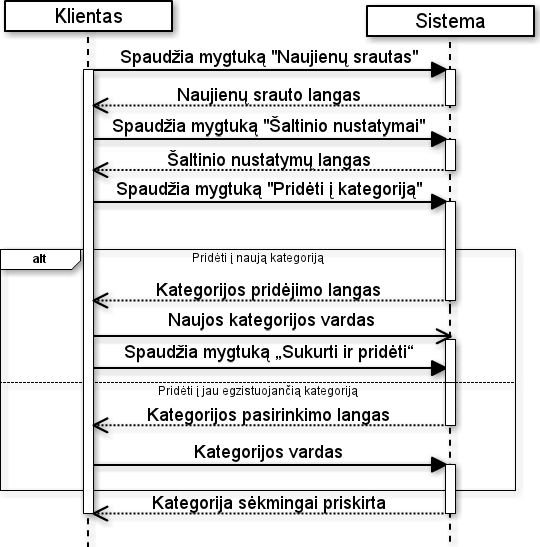 Klientas
Sistema
Spaudžia mygtuką "Naujienų srautas"
Naujienų srauto langas
Spaudžia mygtuką "Šaltinio nustatymai"
Šaltinio nustatymų langas
Spaudžia mygtuką "Pridėti į kategoriją"
alt
Pridėti į naują kategoriją
Kategorijos pridėjimo langas
Naujos kategorijos vardas
Spaudžia mygtuką „Sukurti ir pridėti“
Pridėti į jau egzistuojančią kategoriją
Kategorijos pasirinkimo langas
Kategorijos vardas
Kategorija sėkmingai priskirta